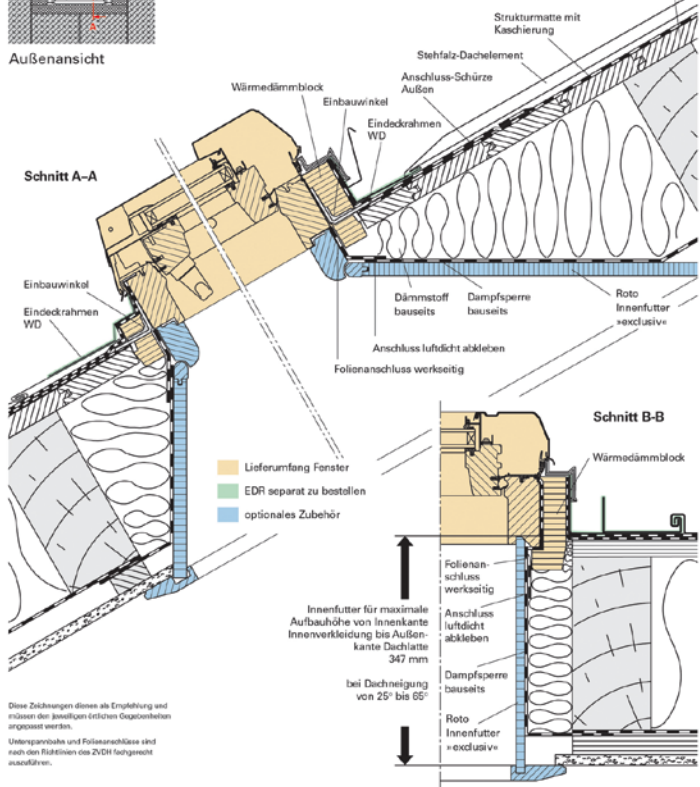 Außenansicht
Strukturmatte mit
Kaschierung
Stehfalz-Dachelement
Anschluss-Schürze
Außen
Wärmedämmblock
Einbauwinkel
Eindeckrahmen
WD
Schnitt A–A
Einbauwinkel
Eindeckrahmen
WD
Dämmstoff
bauseits
Dampfsperre
bauseits
Roto
Innenfutter
»exclusiv«
Anschluss luftdicht abkleben
Folienanschluss werkseitig
Schnitt B-B
Wärmedämmblock
Lieferumfang Fenster
EDR separat zu bestellen
optionales Zubehör
Folienan-
schluss
werkseitig
Anschluss
luftdicht
abkleben
Dampfsperre
bauseits
Roto
Innenfutter
»exclusiv«
Innenfutter für maximale
Aufbauhöhe von Innenkante
Innenverkleidung bis Außen-
kante Dachlatte
347 mm
bei Dachneigung
von 25° bis 65°
Diese Zeichnungen dienen als Empfehlung und
müssen den jeweiligen örtlichen Gegebenheiten
angepasst werden.
Unterspannbahn und Folienanschlüsse sind
nach den Richtlinien des ZVDH fachgerecht
auszuführen.